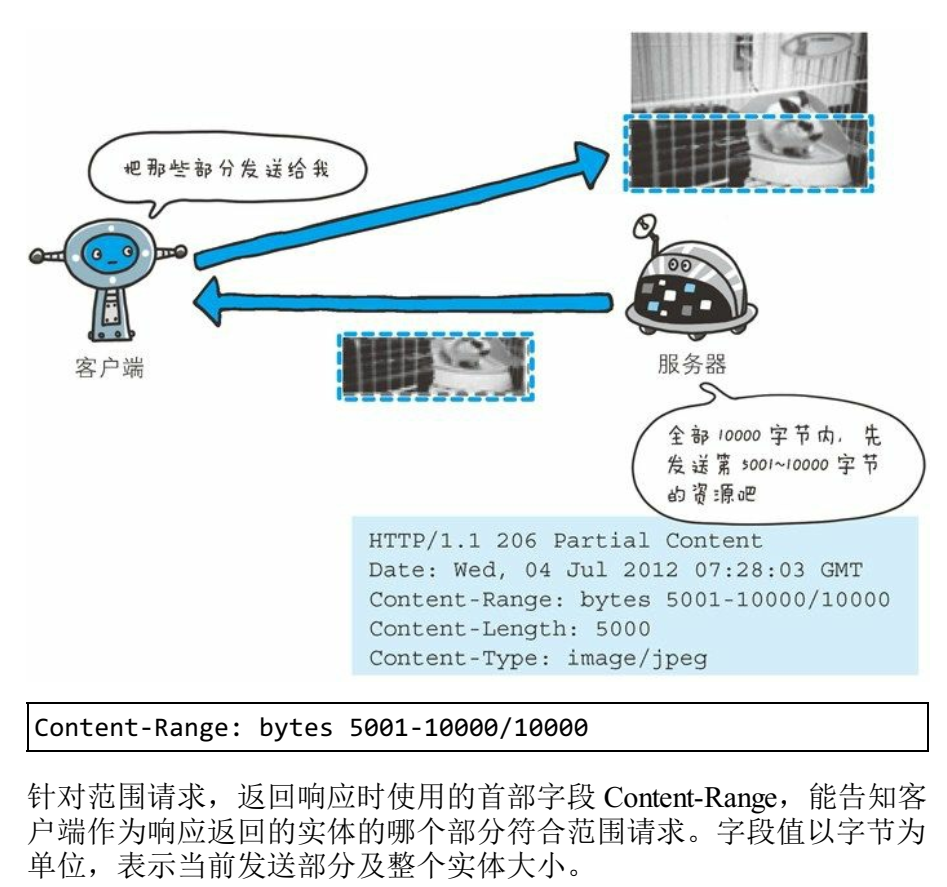 把那些部分发送给我
客户端
服务器
全部 10000 字节内，先
发送第 5001~10000 字节
的资源吧
HTTP/1.1 206 Partial Content
Date: Wed, 04 Jul 2012 07:28:03 GMT
Content-Range: bytes 5001-10000/10000
Content-Length: 5000
Content-Type: image/jpeg
Content-Range: bytes 5001-10000/10000
针对范围请求，返回响应时使用的首部字段 Content-Range，能告知客
户端作为响应返回的实体的哪个部分符合范围请求。字段值以字节为
单位，表示当前发送部分及整个实体大小。